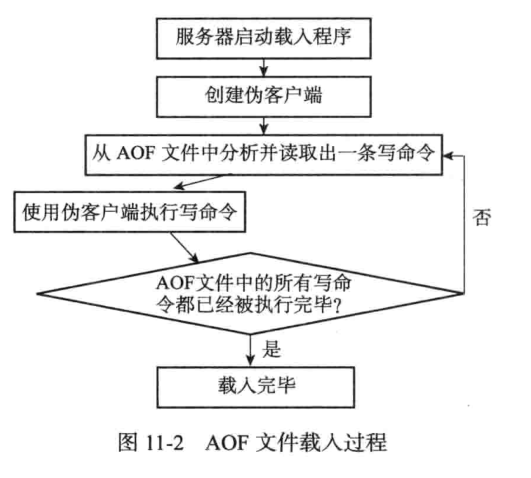 服务器启动载入程序
创建伪客户端
从 AOF 文件中分析并读取出一条写命令
使用伪客户端执行写命令
否
AOF文件中的所有写命
令都已经被执行完毕?
是
载入完毕
图 11-2 AOF 文件载入过程